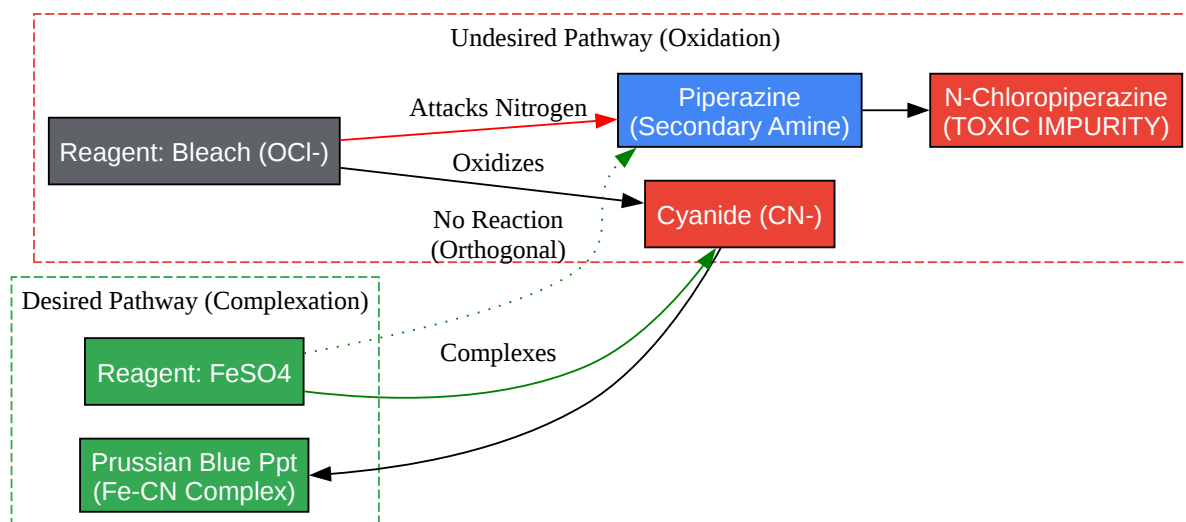 Undesired Pathway (Oxidation)
Reagent: Bleach (OCl-)
Attacks Nitrogen
Oxidizes
Piperazine
(Secondary Amine)
N-Chloropiperazine
(TOXIC IMPURITY)
Cyanide (CN-)
No Reaction
(Orthogonal)
Desired Pathway (Complexation)
Reagent: FeSO4
Complexes
Prussian Blue Ppt
(Fe-CN Complex)